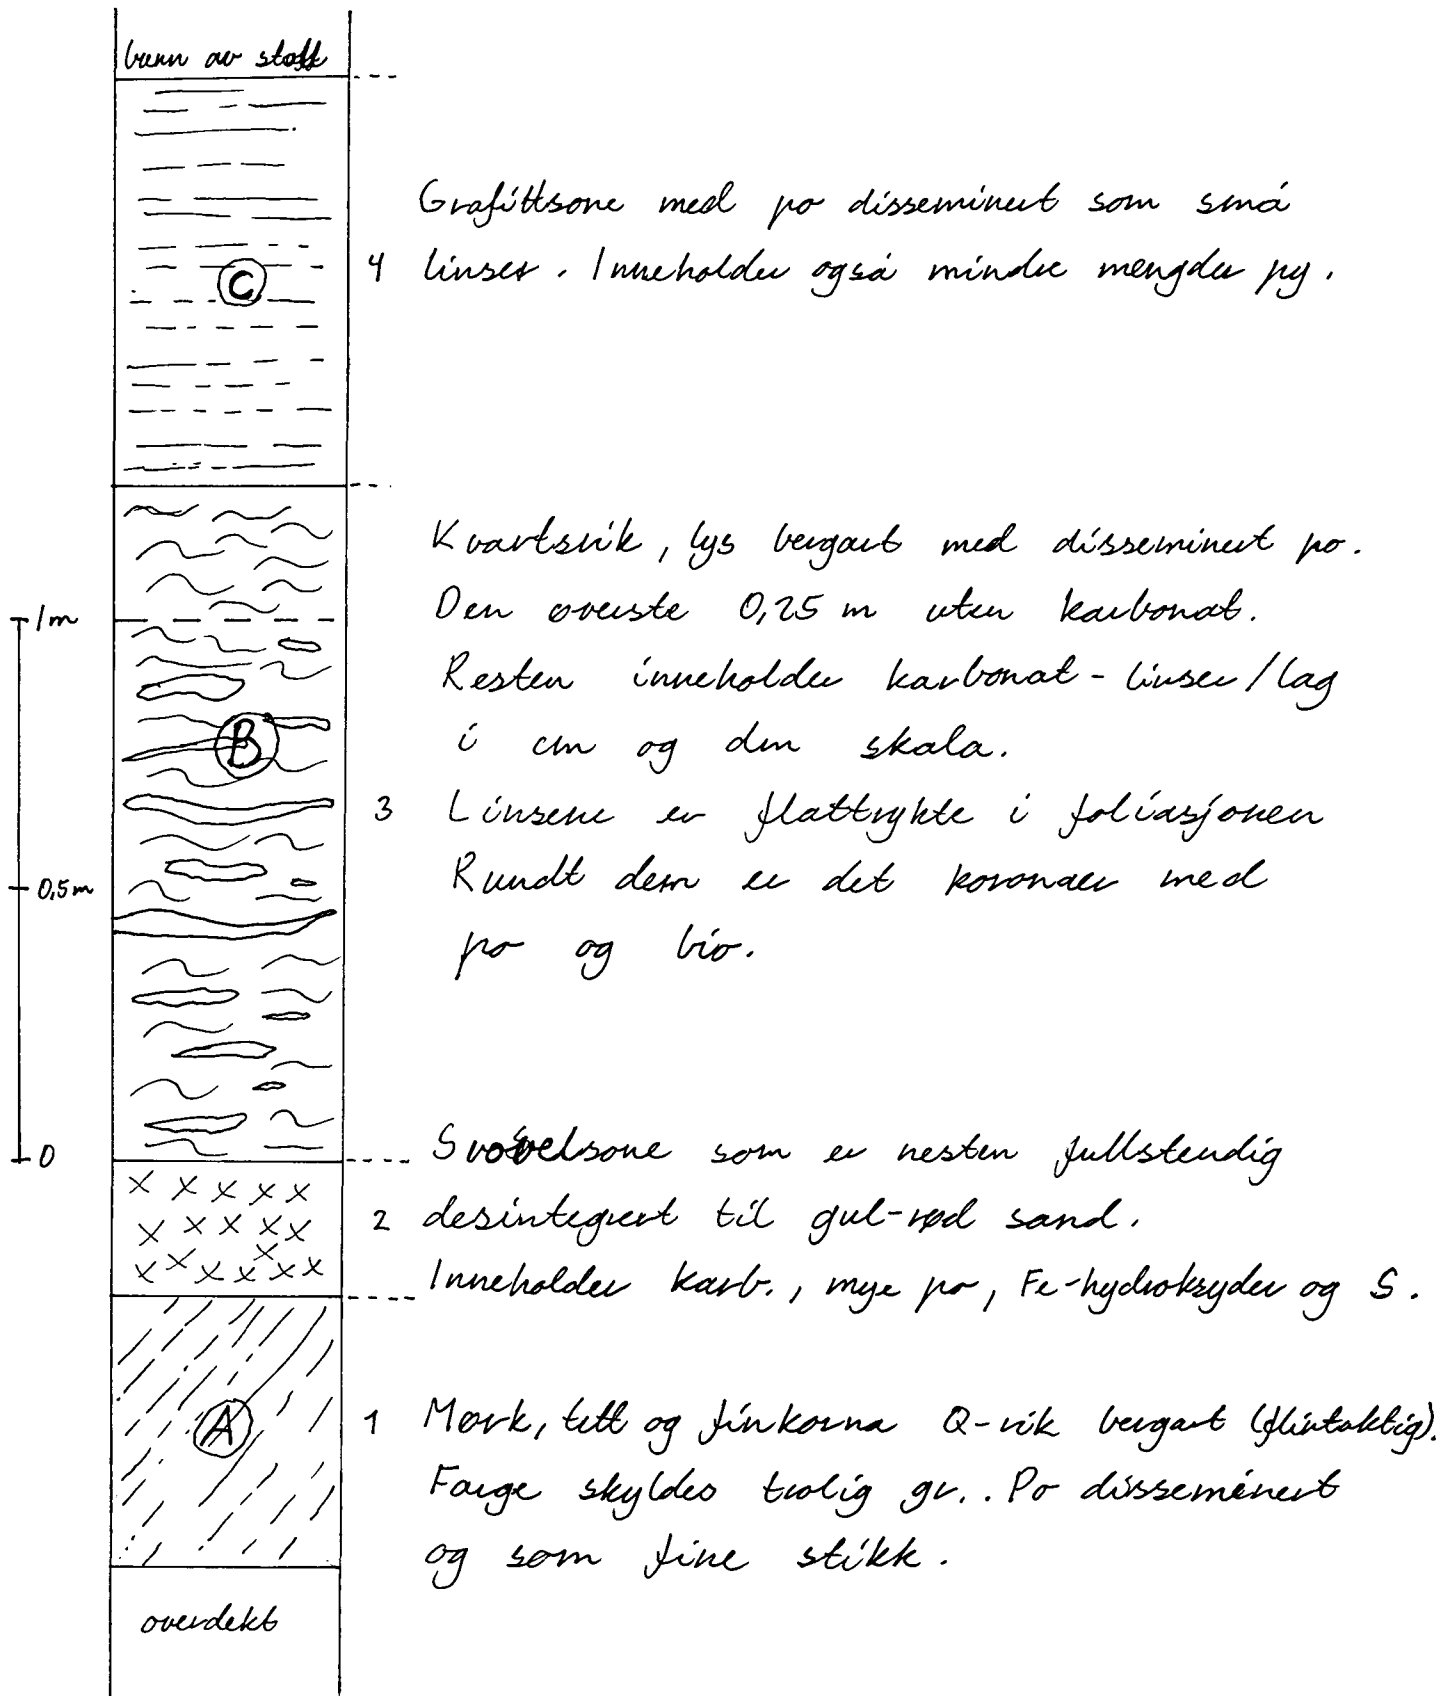 bunn av stoff
Grafittsone med po disseminert som små
4 linser. Inneholder også mindre mengder py.
C
Kvartsrik, lys bergart med disseminert po.
1m
Den øverste 0,25 m uten karbonat.
Resten inneholder karbonat-linser/lag
B
i cm og dm skala.
3 Linsene er flattrykte i foliasjonen
0,5m
Rundt dem er det koronaer med
po og bio.
0
Svovelsone som er nesten fullstendig
2 desintegrert til gul-rød sand.
Inneholder karb., mye po, Fe-hydroksyder og S.
A
1 Mørk, tett og finkorna Q-rik bergart (flintaktig).
Farge skyldes trolig gr.. Po disseminert
og som fine stikk.
overdekt